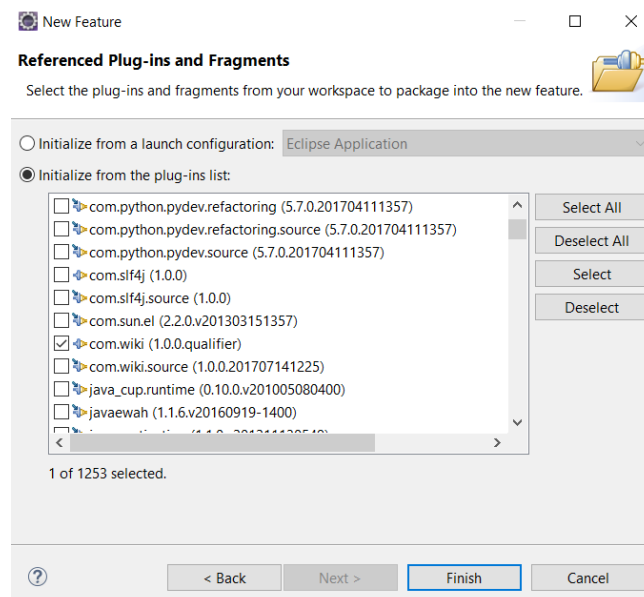 New Feature
Referenced Plug-ins and Fragments
Select the plug-ins and fragments from your workspace to package into the new feature.
Initialize from a launch configuration: Eclipse Application
Initialize from the plug-ins list:
com.python.pydev.refactoring (5.7.0.201704111357)
Select All
com.python.pydev.refactoring.source (5.7.0.201704111357)
Deselect All
com.python.pydev.source (5.7.0.201704111357)
com.slf4j (1.0.0)
Select
com.slf4j.source (1.0.0)
Deselect
com.sun.el (2.2.0.v201303151357)
com.wiki (1.0.0.qualifier)
com.wiki.source (1.0.0.201707141225)
java_cup.runtime (0.10.0.v201005080400)
javaewah (1.1.6.v20160919-1400)
1 of 1253 selected.
?
< Back
Next >
Finish
Cancel